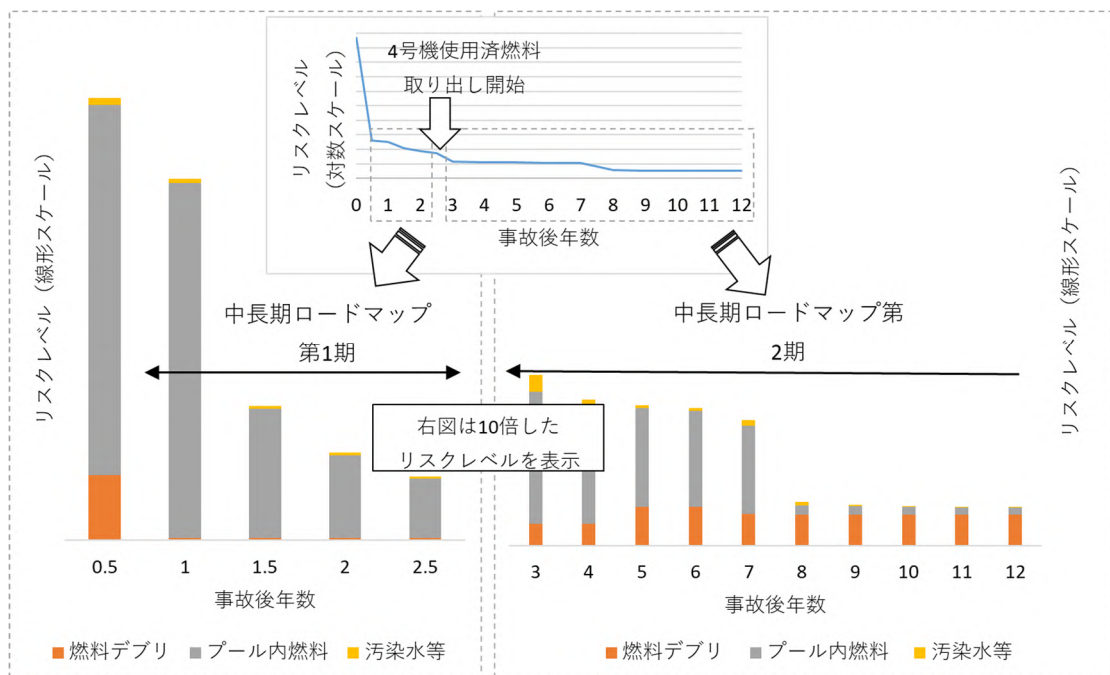 リスクレベル
(対数スケール)
4号機使用済燃料
取り出し開始
0 1 2 3 4 5 6 7 8 9 10 11 12
事故後年数
リスクレベル(線形スケール)
中長期ロードマップ
第1期
0.5 1 1.5 2 2.5
事故後年数
燃料デブリ プール内燃料 汚染水等
右図は10倍した
リスクレベルを表示
中長期ロードマップ第
2期
リスクレベル(線形スケール)
3 4 5 6 7 8 9 10 11 12
事故後年数
燃料デブリ プール内燃料 汚染水等